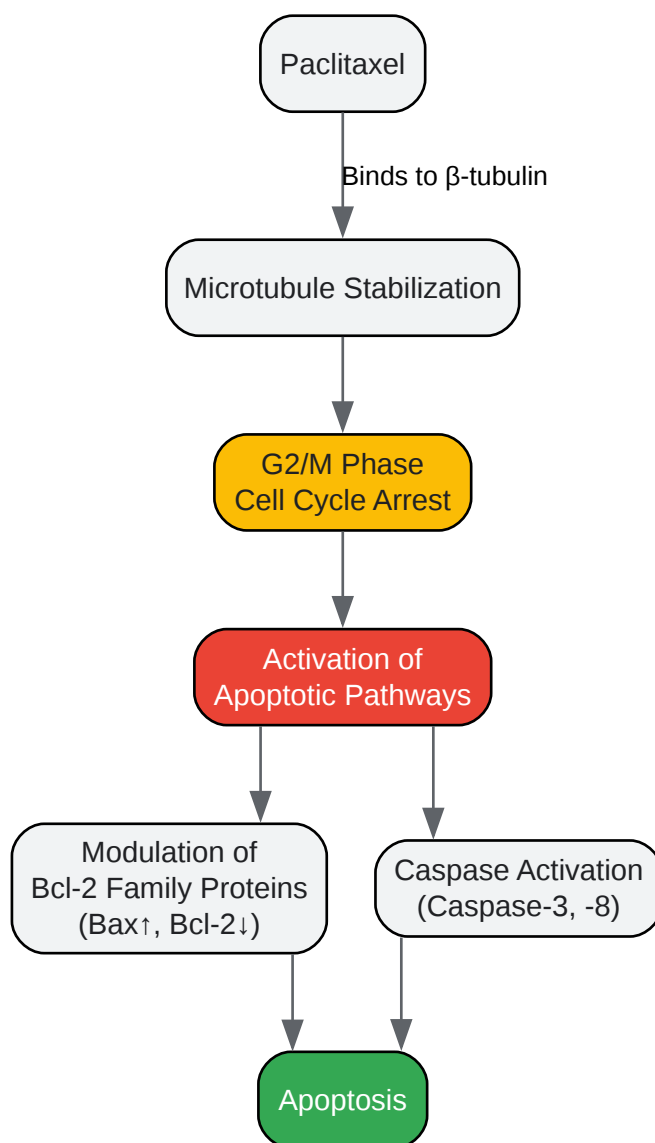 Paclitaxel
Binds to β-tubulin
Microtubule Stabilization
G2/M Phase
Cell Cycle Arrest
Activation of
Apoptotic Pathways
Modulation of
Bcl-2 Family Proteins
(Bax↑, Bcl-2↓)
Caspase Activation
(Caspase-3, -8)
Apoptosis